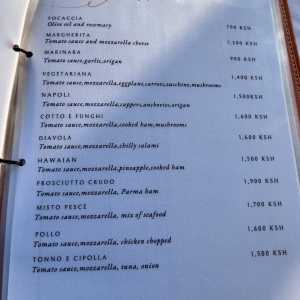 FOCACCIA
Olive oil and rosmary 700 KSH
MARGHERITA
Tomato sauce and mozzarella cheese 1,200 KSH
MARINARA
Tomato sauce,garlic,origan 900 KSH
VEGETARIANA
Tomato sauce,mozzarella,eggplant,carrots,zucchine,mushrooms 1,400 KSH
NAPOLI
Tomato sauce,mozzarella,cappers,anchovies,origan 1,500KSH
COTTO E FUNGHI
Tomato sauce,mozzarella,cooked ham,mushrooms 1,600 KSH
DIAVOLA
Tomato sauce,mozzarella,chilly salami 1,600 KSH
HAWAIAN
Tomato sauce,mozzarella,pineapple,cooked ham 1,500 KSH
PROSCIUTTO CRUDO
Tomato sauce,mozzarella, Parma ham 1,900 KSH
MISTO PESCE
Tomato sauce,mozzarella, mix of seafood 1,700 KSH
POLLO
Tomato sauce,mozzarella, chicken chopped 1,600 KSH
TONNO E CIPOLLA
Tomato sauce,mozzarella, tuna, onion 1,500 KSH